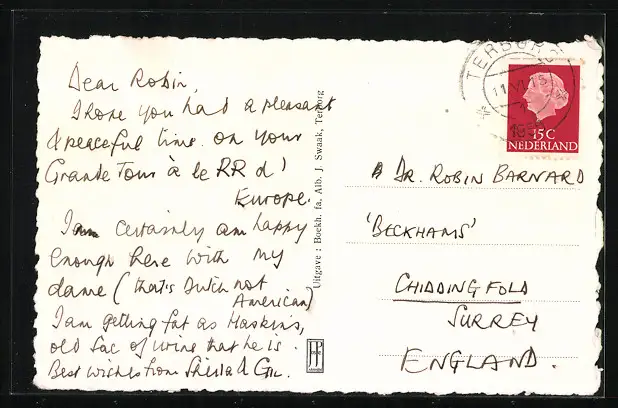 Dear Robin,
I hope you had a pleasant
& peaceful time. on your
Grande Tour à le RR d'
Europe.
I am certainly am happy
enough here with my
dame (that's Dutch not
American)
I am getting fat as Haskins,
old Sac of wine that he is.
Best wishes from Sheila &
Uitgave : Boekh. fa. Alb. J. Swaak, Terborg
TERBORG
15C
NEDERLAND
DR. ROBIN BARNARD
'BECKHAMS'
CHIDDINGFOLD
SURREY
ENGLAND.